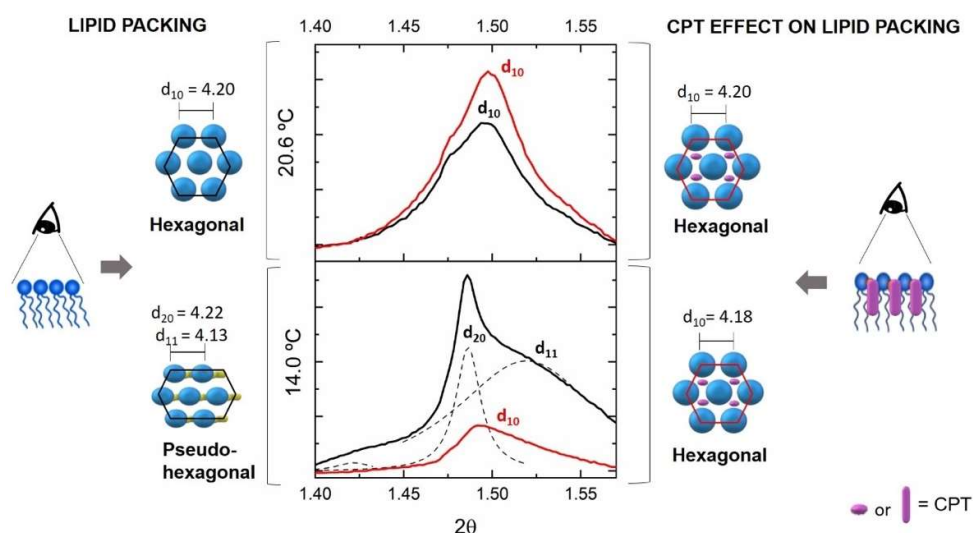 LIPID PACKING
CPT EFFECT ON LIPID PACKING
1.40 1.45 1.50 1.55
d10 = 4.20
Hexagonal
d20 = 4.22
d11 = 4.13
Pseudo-
hexagonal
20.6 ºC
d10
d10
14.0 ºC
d20
d11
d10
1.40 1.45 1.50 1.55
2θ
d10 = 4.20
Hexagonal
d10= 4.18
Hexagonal
or = CPT